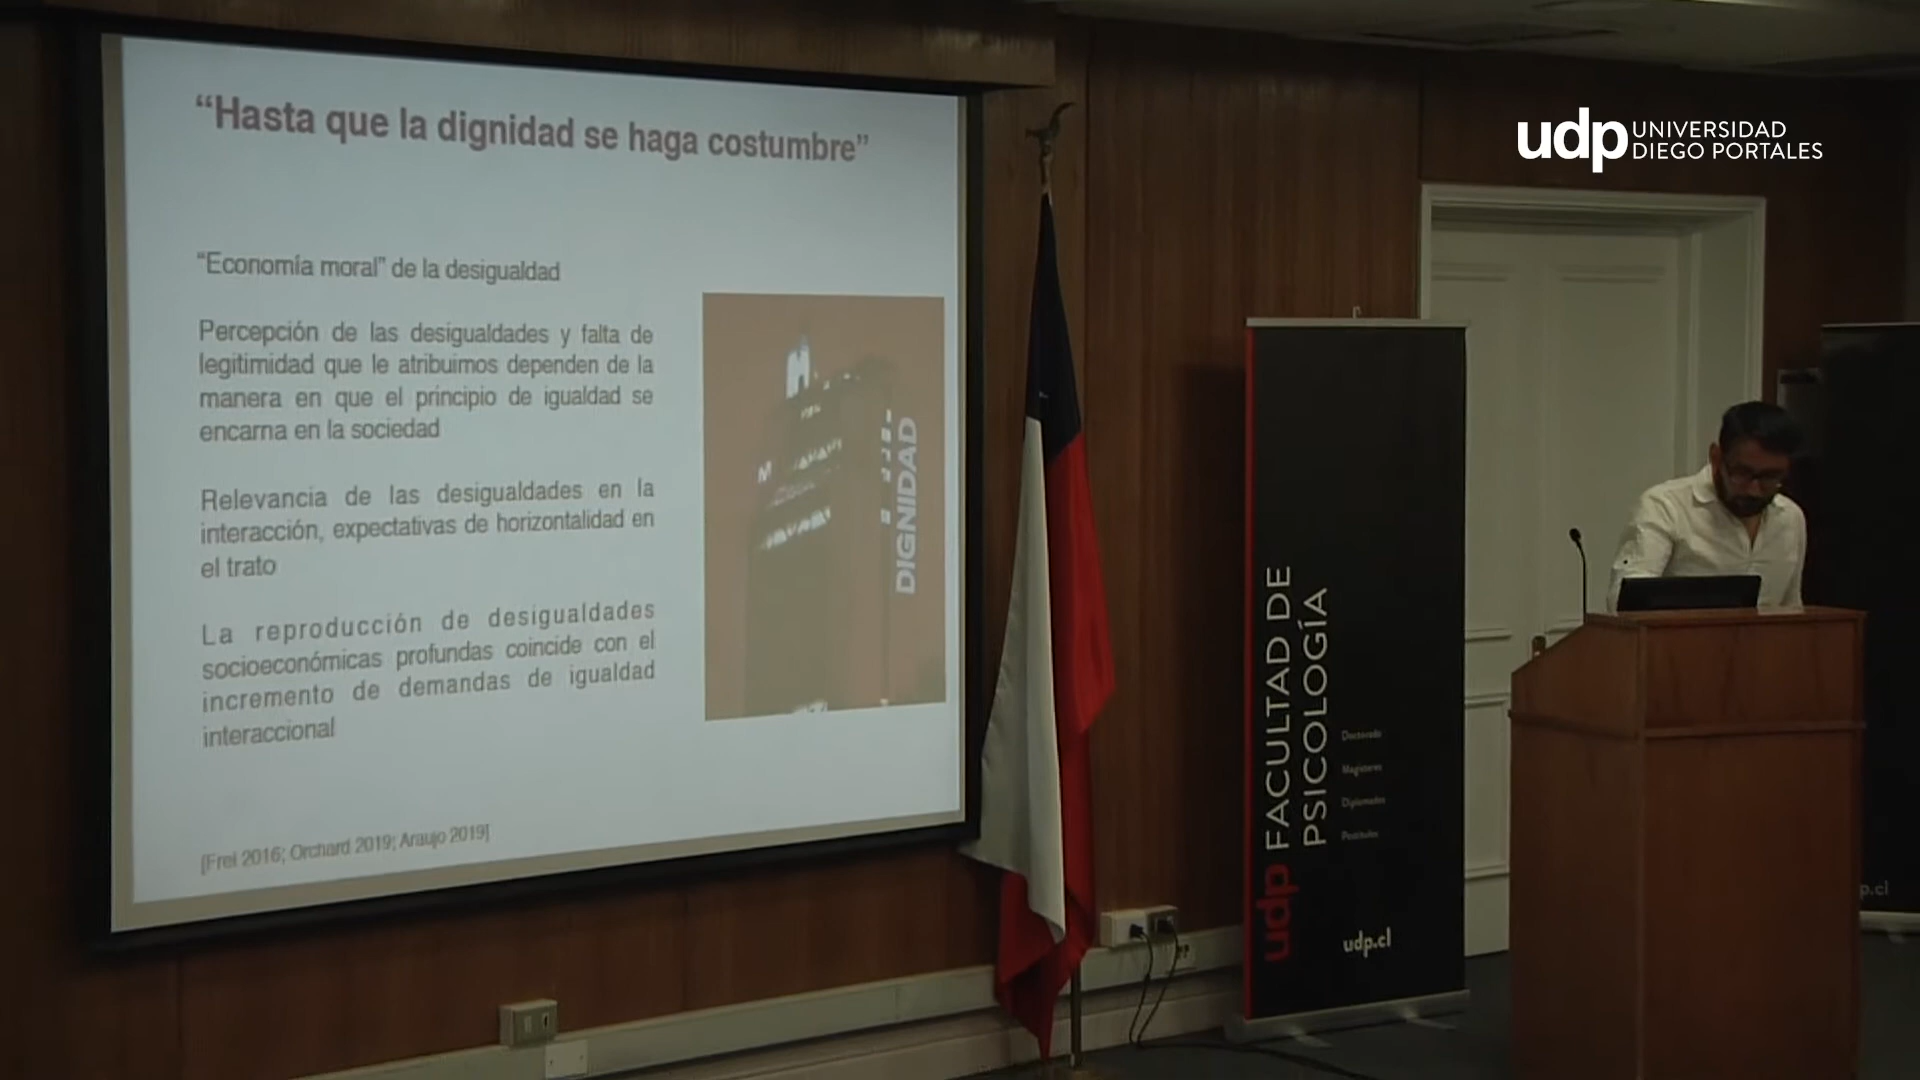 “Hasta que la dignidad se haga costumbre”
“Economía moral” de la desigualdad
Percepción de las desigualdades y falta de
legitimidad que le atribuimos dependen de la
manera en que el principio de igualdad se
encarna en la sociedad
Relevancia de las desigualdades en la
interacción, expectativas de horizontalidad en
el trato
La reproducción de desigualdades
socioeconómicas profundas coincide con el
incremento de demandas de igualdad
interaccional
[Frei 2016; Orchard 2019; Araujo 2019]
DIGNIDAD
udp UNIVERSIDAD
DIEGO PORTALES
udp FACULTAD DE
PSICOLOGÍA
Doctorado
Magísteres
Diplomados
Postítulos
udp.cl
p.cl